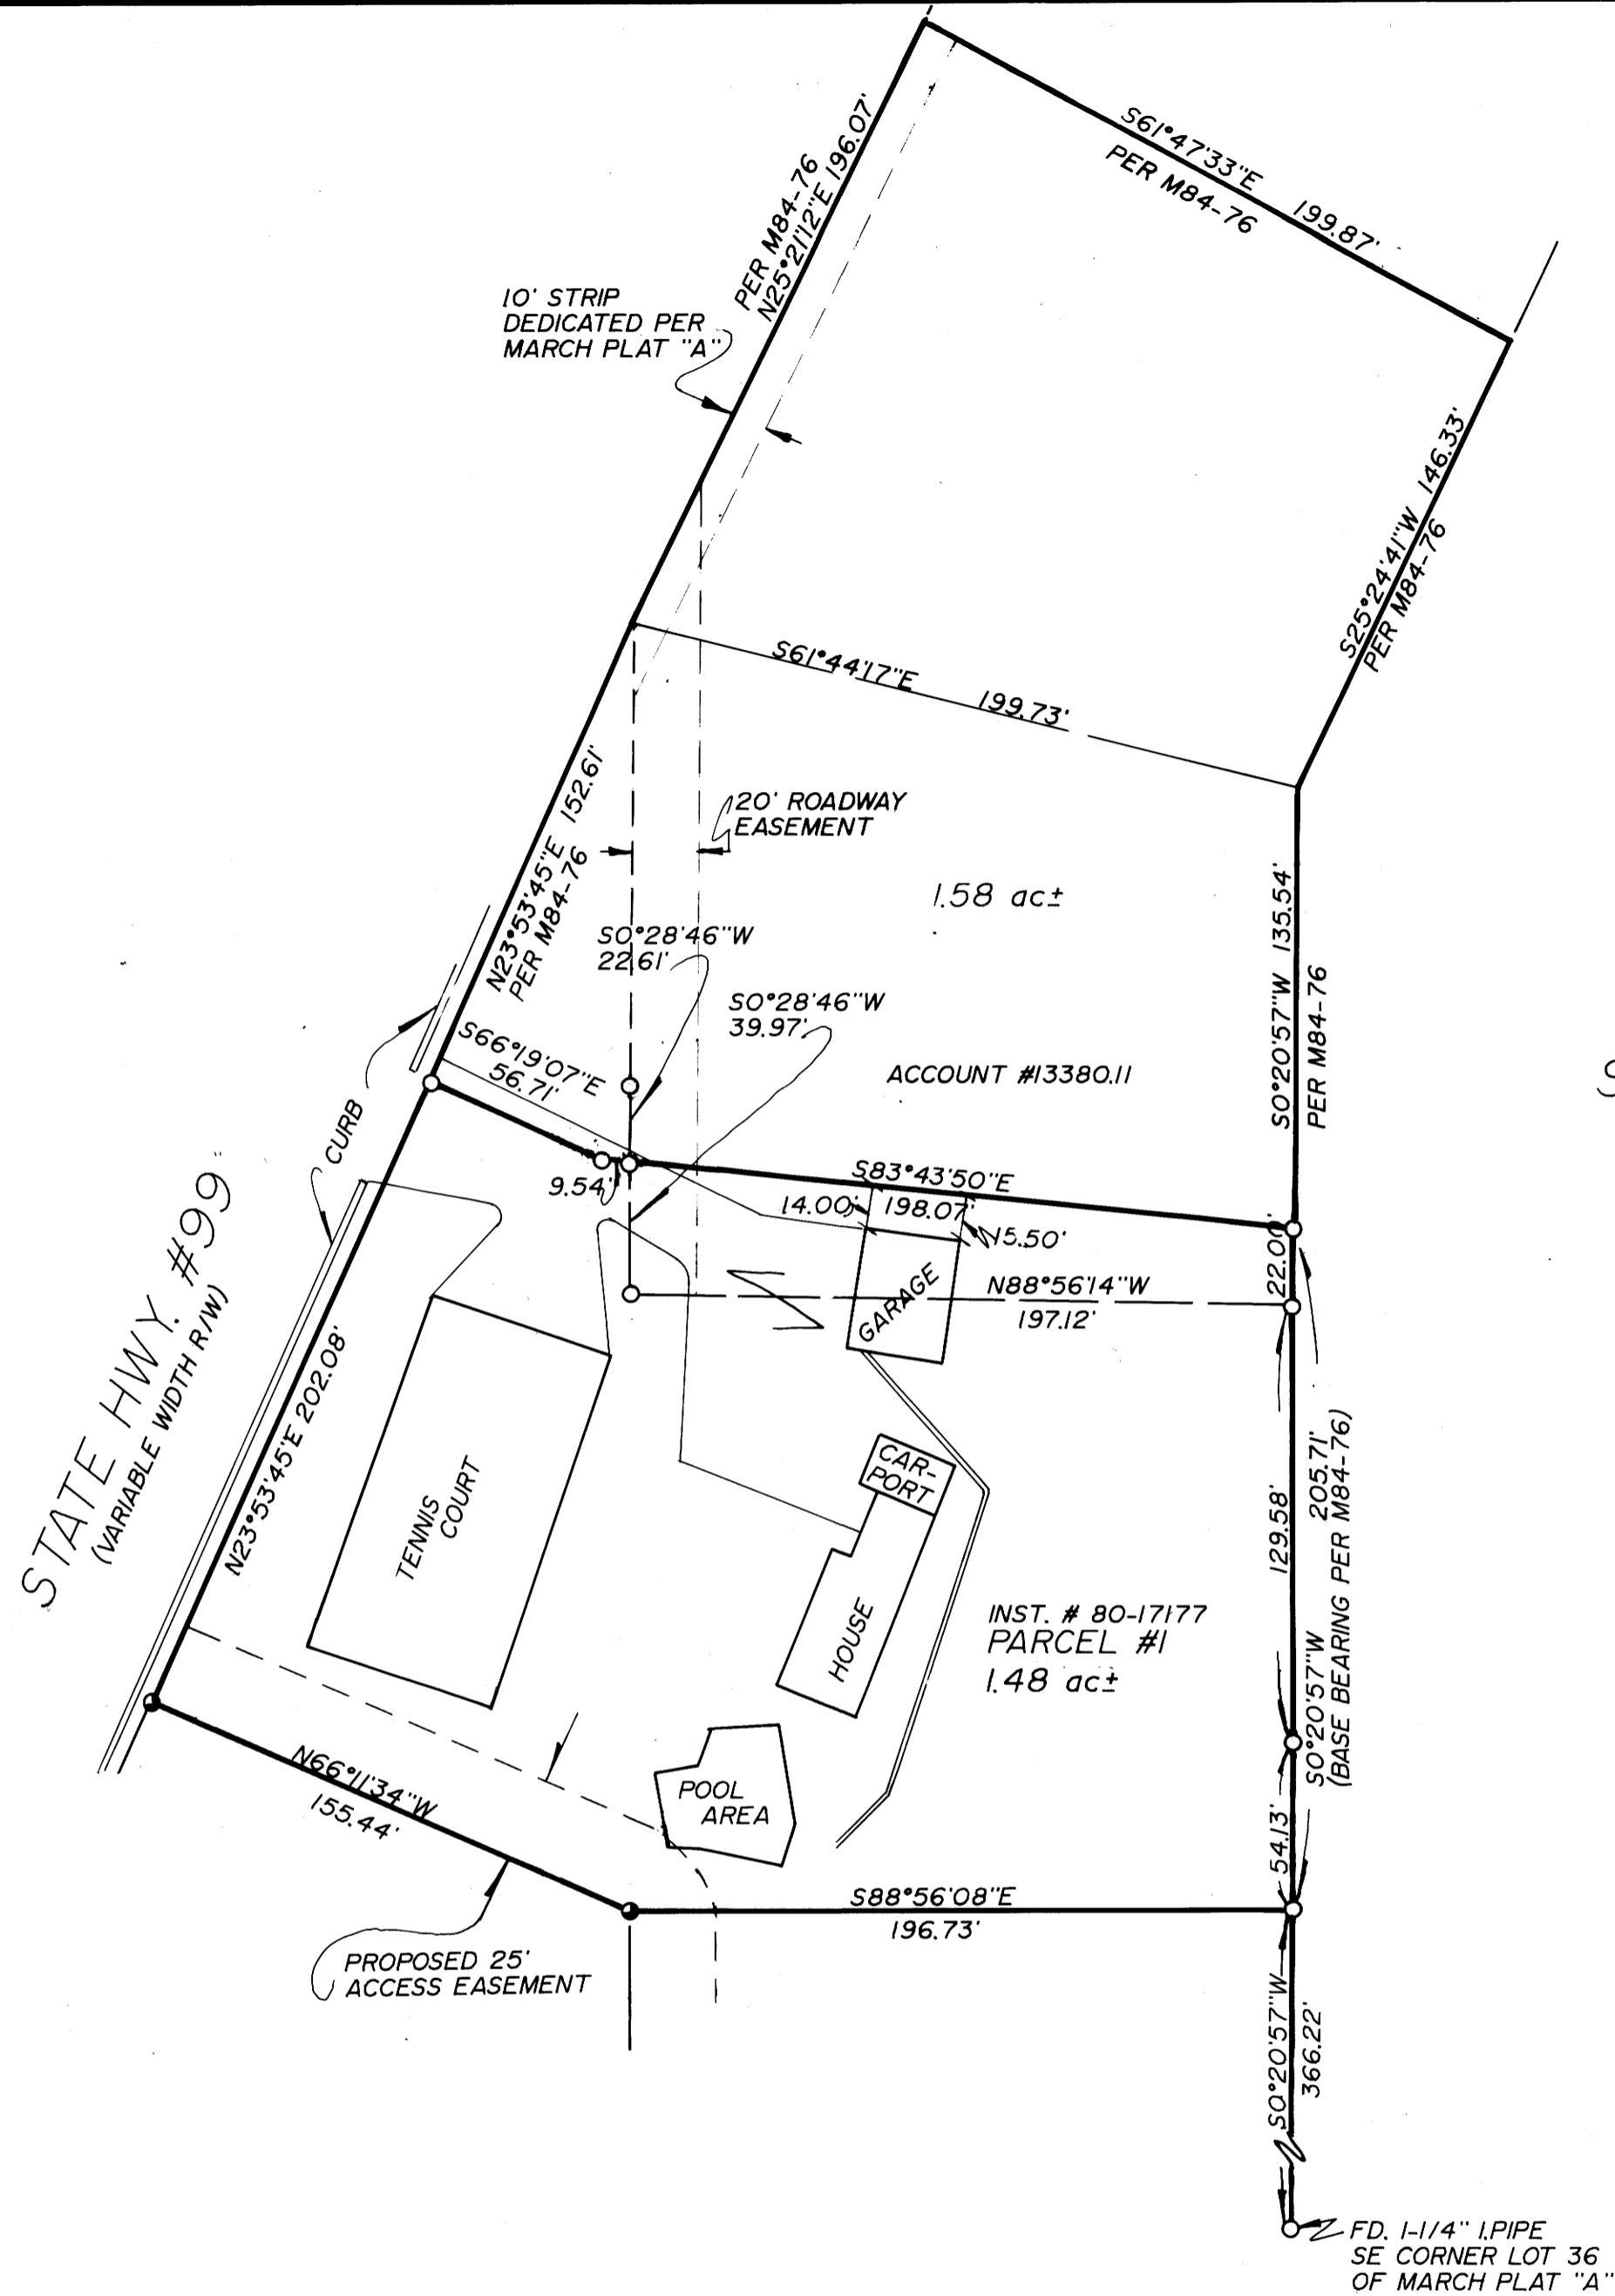 S61°47'33"E 199.87'
PER M84-76
PER M84-76
N25°21'12"E 196.07'
10' STRIP
DEDICATED PER
MARCH PLAT "A"
S25°24'41"W 146.33'
PER M84-76
S61°44'17"E 199.73'
N23°53'45"E 152.61'
PER M84-76
20' ROADWAY
EASEMENT
1.58 ac±
S0°28'46"W
22.61'
S0°28'46"W
39.97'
S0°20'57"W 135.54'
PER M84-76
S66°19'07"E
56.71'
ACCOUNT #13380.11
CURB
9.54'
S83°43'50"E
198.07'
14.00'
15.50'
22.00'
N88°56'14"W
197.12'
GARAGE
STATE HWY. #99
(VARIABLE WIDTH R/W)
N23°53'45"E 202.08'
TENNIS
COURT
CAR-
PORT
HOUSE
129.58'
205.71'
S0°20'57"W
(BASE BEARING PER M84-76)
INST. # 80-17177
PARCEL #1
1.48 ac±
N66°11'34"W
155.44'
POOL
AREA
54.13'
S88°56'08"E
196.73'
PROPOSED 25'
ACCESS EASEMENT
S0°20'57"W
366.22'
FD. 1-1/4" I.PIPE
SE CORNER LOT 36
OF MARCH PLAT "A"